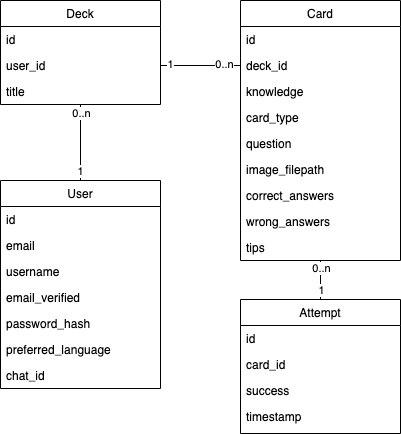 Deck
id
user_id
title
1
0..n
Card
id
deck_id
knowledge
card_type
question
image_filepath
correct_answers
wrong_answers
tips
0..n
1
User
id
email
username
email_verified
password_hash
preferred_language
chat_id
0..n
1
Attempt
id
card_id
success
timestamp